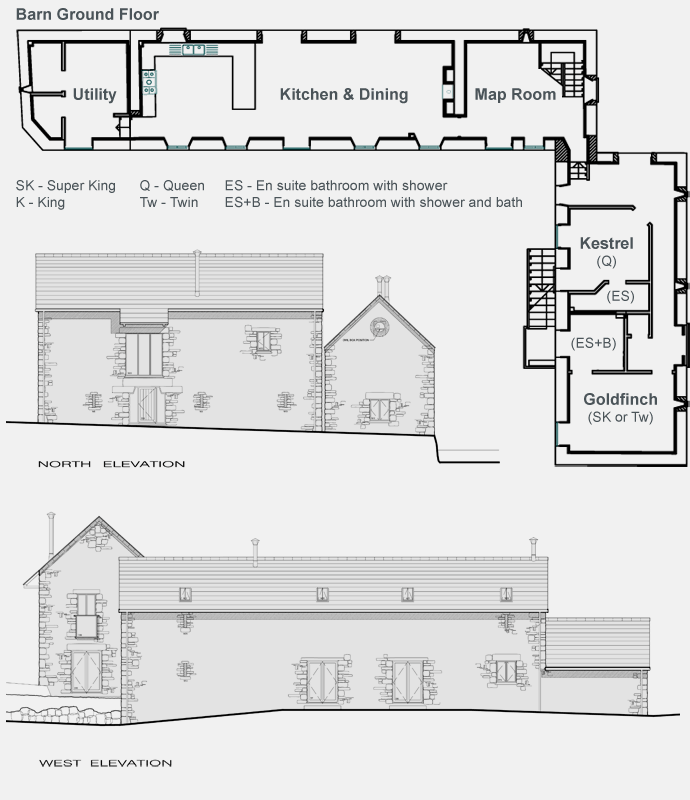 Barn Ground Floor
Utility
Kitchen & Dining
Map Room
SK - Super King
Q - Queen
ES - En suite bathroom with shower
K - King
Tw - Twin
ES+B - En suite bathroom with shower and bath
Kestrel
(Q)
(ES)
(ES+B)
Goldfinch
(SK or Tw)
NORTH ELEVATION
WEST ELEVATION